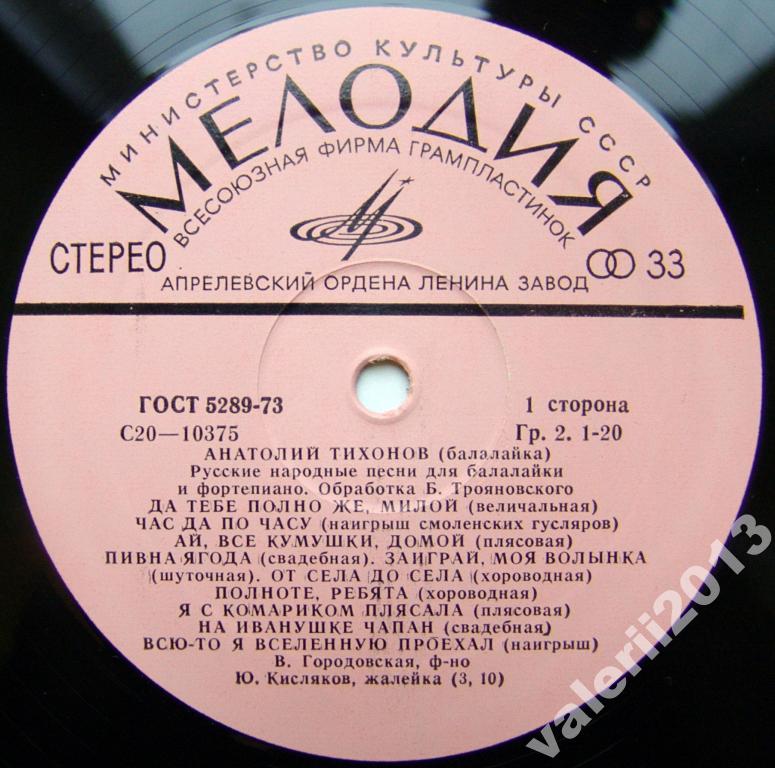 МИНИСТЕРСТВО КУЛЬТУРЫ СССР
МЕЛОДИЯ
ВСЕСОЮЗНАЯ ФИРМА ГРАМПЛАСТИНОК
СТЕРЕО
33
АПРЕЛЕВСКИЙ ОРДЕНА ЛЕНИНА ЗАВОД
ГОСТ 5289-73 1 сторона
С20—10375 Гр. 2. 1-20
АНАТОЛИЙ ТИХОНОВ (балалайка)
Русские народные песни для балалайки
и фортепиано. Обработка Б. Трояновского
ДА ТЕБЕ ПОЛНО ЖЕ, МИЛОЙ (величальная)
ЧАС ДА ПО ЧАСУ (наигрыш смоленских гусляров)
АЙ, ВСЕ КУМУШКИ, ДОМОЙ (плясовая)
ПИВНА ЯГОДА (свадебная). ЗАИГРАЙ, МОЯ ВОЛЫНКА
(шуточная). ОТ СЕЛА ДО СЕЛА (хороводная)
ПОЛНОТЕ, РЕБЯТА (хороводная)
Я С КОМАРИКОМ ПЛЯСАЛА (плясовая)
НА ИВАНУШКЕ ЧАПАН (свадебная)
ВСЮ-ТО Я ВСЕЛЕННУЮ ПРОЕХАЛ (наигрыш)
В. Городовская, ф-но
Ю. Кисляков, жалейка (3, 10)
valerii2013